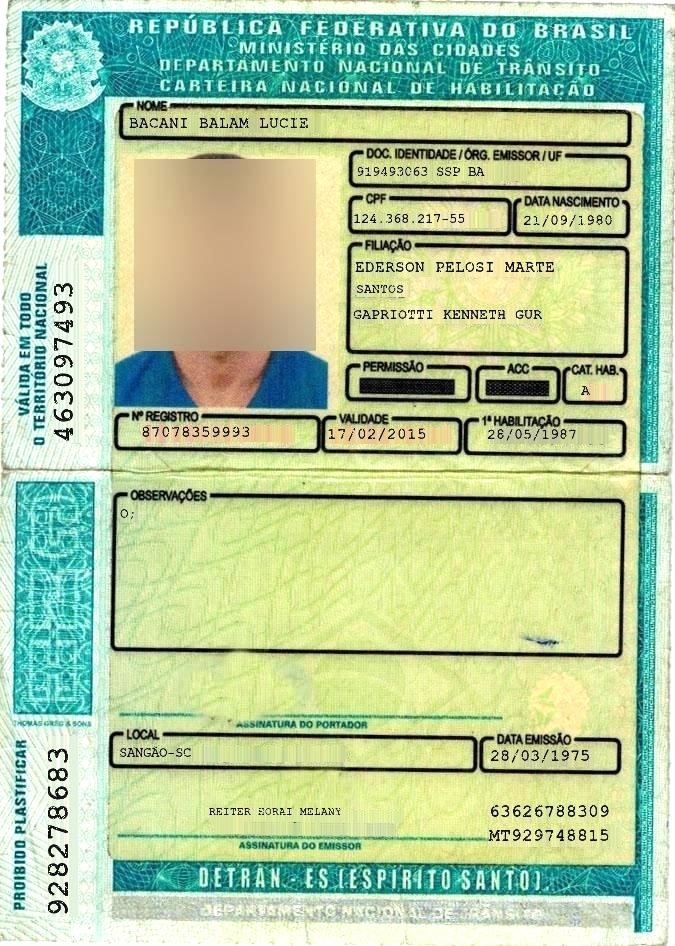 REPÚBLICA FEDERATIVA DO BRASIL
MINISTÉRIO DAS CIDADES
DEPARTAMENTO NACIONAL DE TRÂNSITO
CARTEIRA NACIONAL DE HABILITAÇÃO
NOME
BACANI BALAM LUCIE
DOC. IDENTIDADE / ÓRG. EMISSOR / UF
919493063 SSP BA
CPF
DATA NASCIMENTO
124.368.217-55
21/09/1980
FILIAÇÃO
EDERSON PELOSI MARTE
SANTOS
GAPRIOTTI KENNETH GUR
PERMISSÃO
ACC
CAT. HAB.
A
Nº REGISTRO
VALIDADE
1ª HABILITAÇÃO
87078359993
17/02/2015
28/05/1987
VÁLIDA EM TODO
O TERRITÓRIO NACIONAL
463097493
OBSERVAÇÕES
O;
THOMAS GREG & SONS
ASSINATURA DO PORTADOR
LOCAL
DATA EMISSÃO
SANGÃO-SC
28/03/1975
REITER HORAI MELANY
63626788309
MT929748815
ASSINATURA DO EMISSOR
PROIBIDO PLASTIFICAR
928278683
DETRAN - ES (ESPIRITO SANTO)
DEPARTAMENTO NACIONAL DE TRÂNSITO